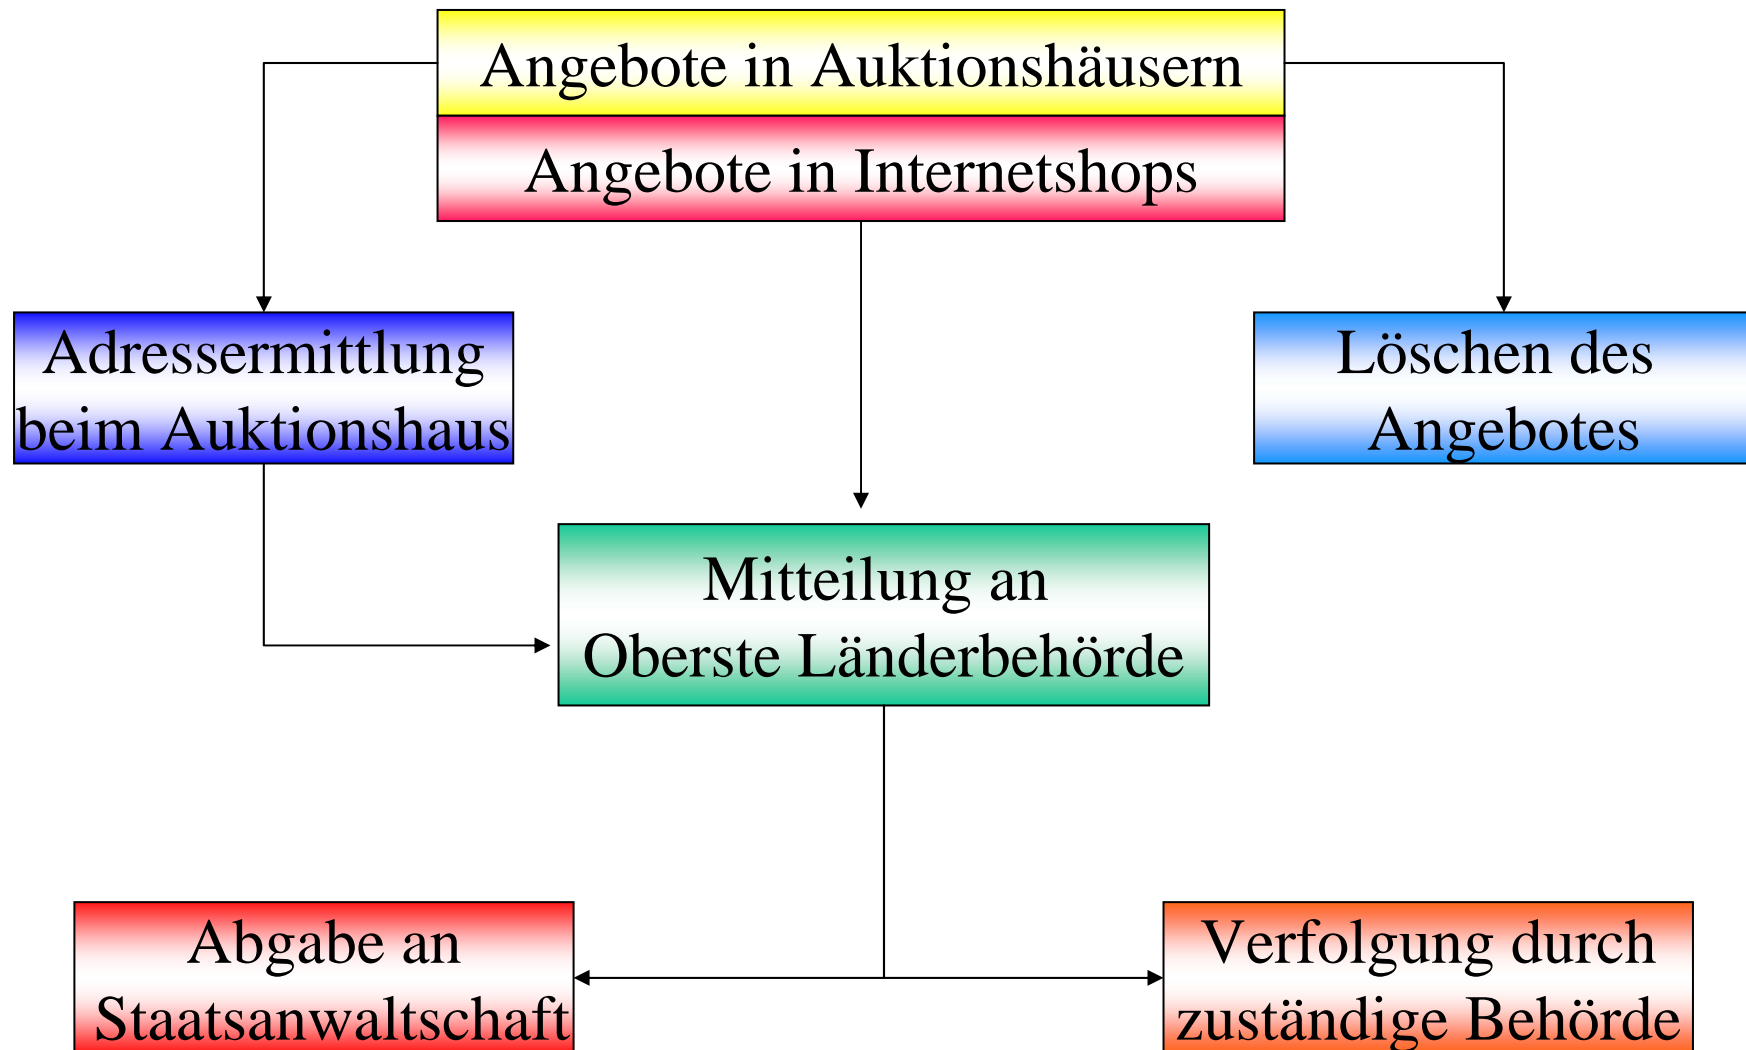 Angebote in Auktionshäusern
Angebote in Internetshops
Adressermittlung
beim Auktionshaus
Löschen des
Angebotes
Mitteilung an
Oberste Länderbehörde
Abgabe an
Staatsanwaltschaft
Verfolgung durch
zuständige Behörde